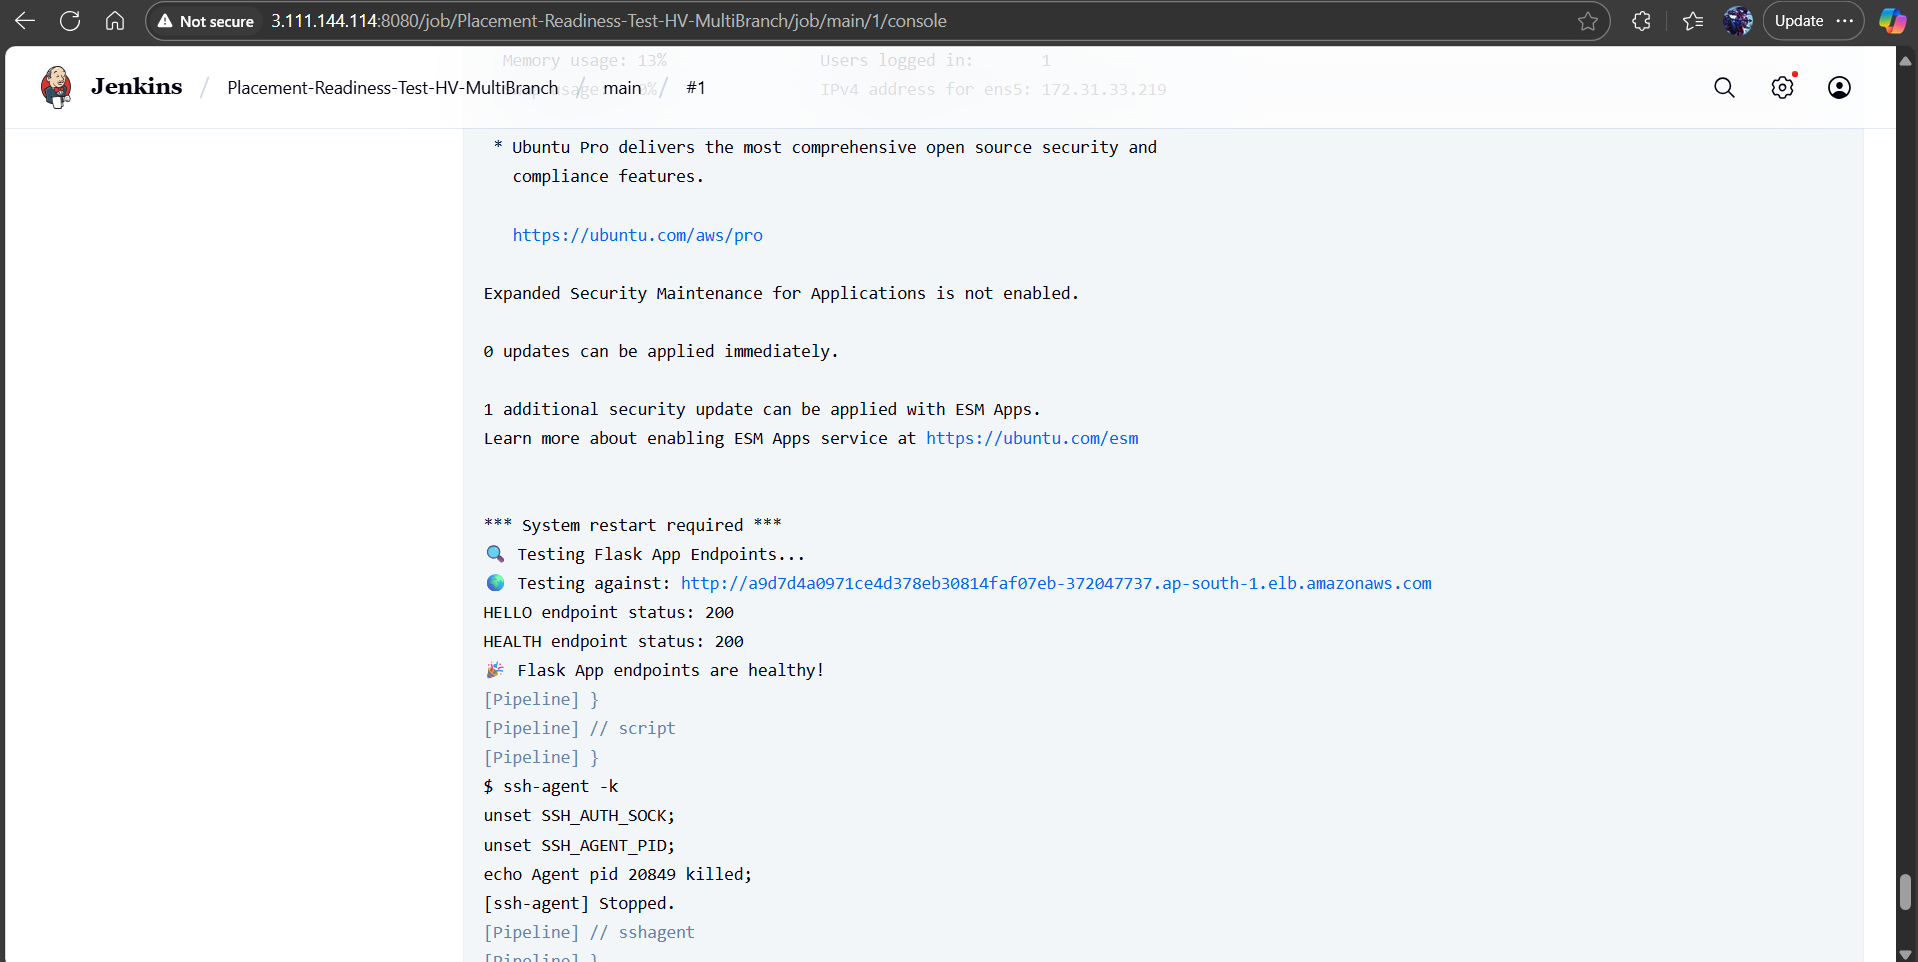 Not secure 3.111.144.114:8080/job/Placement-Readiness-Test-HV-MultiBranch/job/main/1/console
Update
Memory usage: 13% Users logged in: 1
Jenkins / Placement-Readiness-Test-HV-MultiBranch / main / #1
usage: 0% IPv4 address for ens5: 172.31.33.219
* Ubuntu Pro delivers the most comprehensive open source security and
compliance features.
https://ubuntu.com/aws/pro
Expanded Security Maintenance for Applications is not enabled.
0 updates can be applied immediately.
1 additional security update can be applied with ESM Apps.
Learn more about enabling ESM Apps service at https://ubuntu.com/esm
*** System restart required ***
🔍 Testing Flask App Endpoints...
🌍 Testing against: http://a9d7d4a0971ce4d378eb30814faf07eb-372047737.ap-south-1.elb.amazonaws.com
HELLO endpoint status: 200
HEALTH endpoint status: 200
🎉 Flask App endpoints are healthy!
[Pipeline] }
[Pipeline] // script
[Pipeline] }
$ ssh-agent -k
unset SSH_AUTH_SOCK;
unset SSH_AGENT_PID;
echo Agent pid 20849 killed;
[ssh-agent] Stopped.
[Pipeline] // sshagent
[Pipeline] }